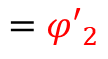 = φ′₂